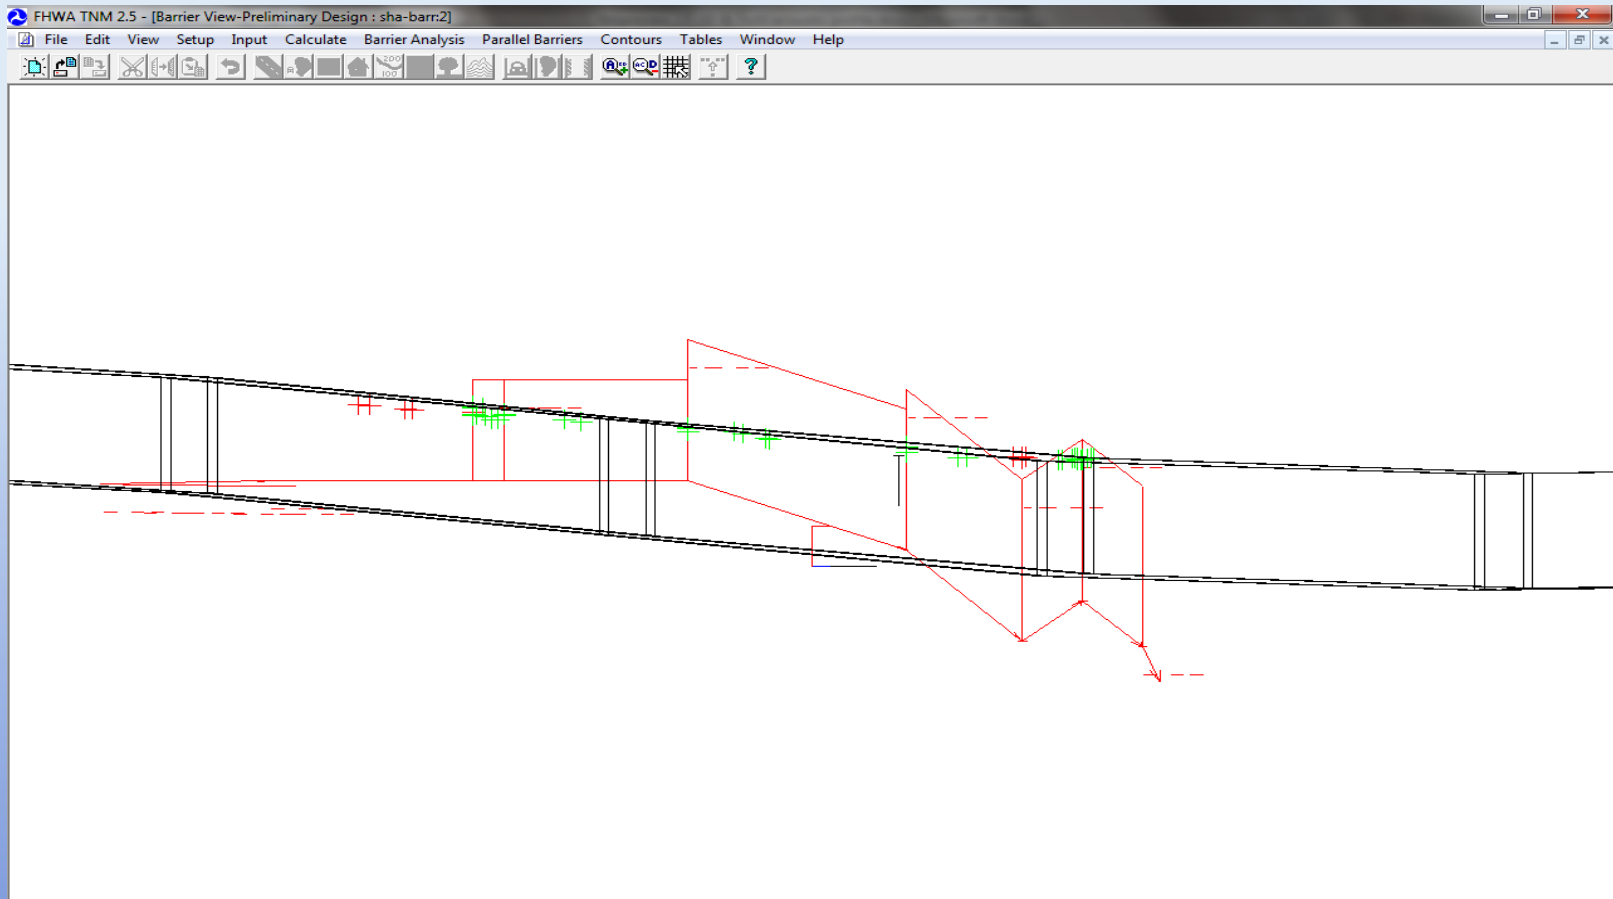 FHWA TNM 2.5 - [Barrier View-Preliminary Design : sha-barr:2]
File Edit View Setup Input Calculate Barrier Analysis Parallel Barriers Contours Tables Window Help